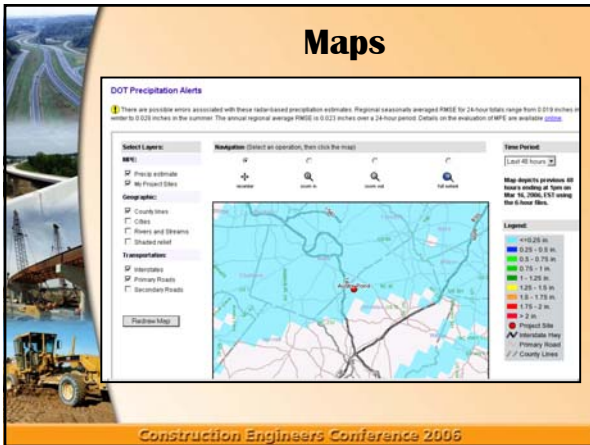 Maps
DOT Precipitation Alerts
There are possible errors associated with these radar-based precipitation estimates. Regional seasonally averaged RMSE for 24-hour totals range from 0.019 inches in
winter to 0.028 inches in the summer. The annual regional average RMSE is 0.023 inches over a 24-hour period. Details on the evaluation of MPE are available online.
Select Layers:
MPE:
Precip estimate
My Project Sites
Geographic:
County lines
Cities
Rivers and Streams
Shaded relief
Transportation:
Interstates
Primary Roads
Secondary Roads
Redraw Map
Navigation (Select an operation, then click the map)
recenter
zoom in
zoom out
full extent
Time Period:
Last 48 hours
Map depicts previous 48
hours ending at 1pm on
Mar 16, 2006, EST using
the 6-hour files.
Legend:
<=0.25 in.
0.25 - 0.5 in.
0.5 - 0.75 in.
0.75 - 1 in.
1 - 1.25 in.
1.25 - 1.5 in.
1.5 - 1.75 in.
1.75 - 2 in.
> 2 in.
Project Site
Interstate Hwy
Primary Road
County Lines
Construction Engineers Conference 2006